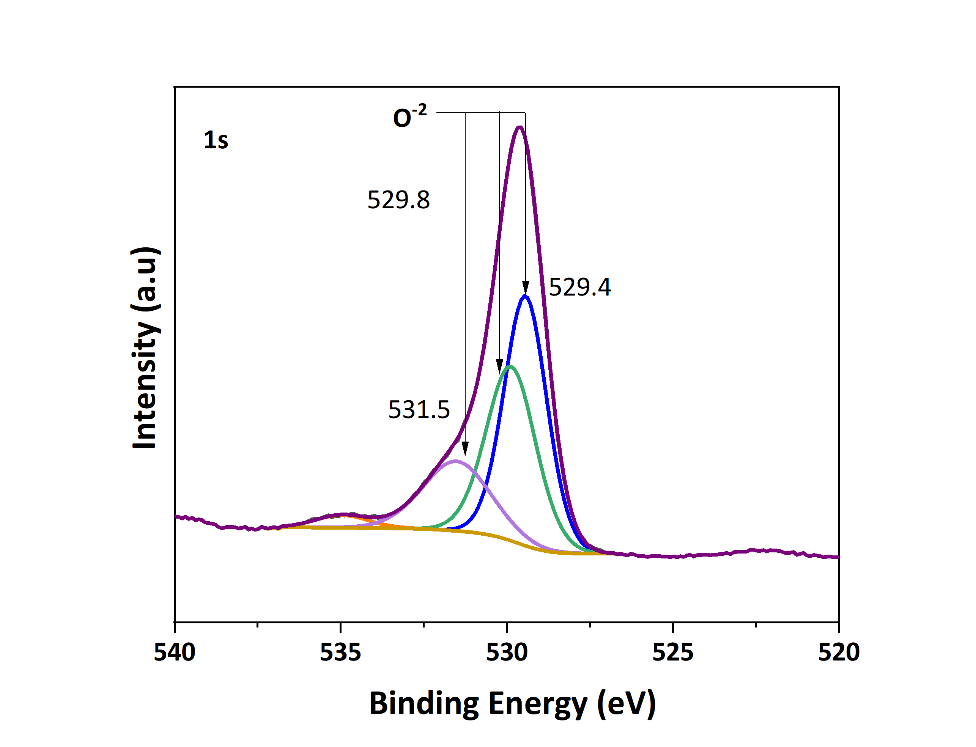 O-2
1s
529.8
529.4
531.5
Intensity (a.u)
540 535 530 525 520
Binding Energy (eV)